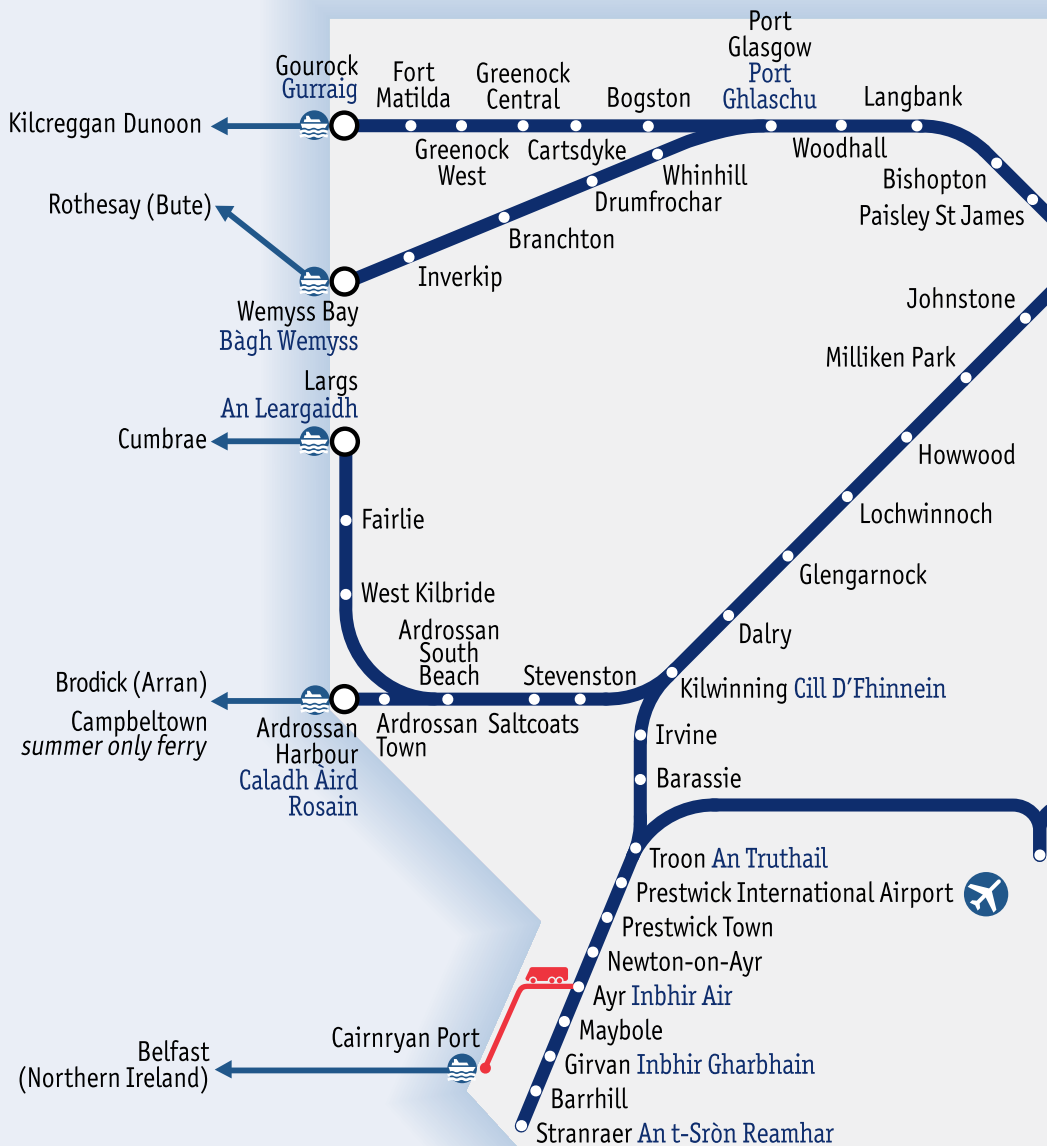 Gourock
Gurraig
Fort
Matilda
Greenock
Central
Bogston
Port
Glasgow
Port
Ghlaschu
Langbank
Kilcreggan Dunoon
Greenock
West
Cartsdyke
Whinhill
Woodhall
Bishopton
Paisley St James
Rothesay (Bute)
Drumfrochar
Branchton
Inverkip
Wemyss Bay
Bàgh Wemyss
Johnstone
Milliken Park
Howwood
Lochwinnoch
Glengarnock
Dalry
Largs
An Leargaidh
Cumbrae
Fairlie
West Kilbride
Ardrossan
South
Beach
Stevenston
Kilwinning Cill D'Fhinnein
Brodick (Arran)
Campbeltown
summer only ferry
Ardrossan
Harbour
Caladh Àird
Rosain
Ardrossan
Town
Saltcoats
Irvine
Barassie
Troon An Truthail
Prestwick International Airport
Prestwick Town
Newton-on-Ayr
Ayr Inbhir Air
Maybole
Girvan Inbhir Gharbhain
Barrhill
Stranraer An t-Sròn Reamhar
Cairnryan Port
Belfast
(Northern Ireland)